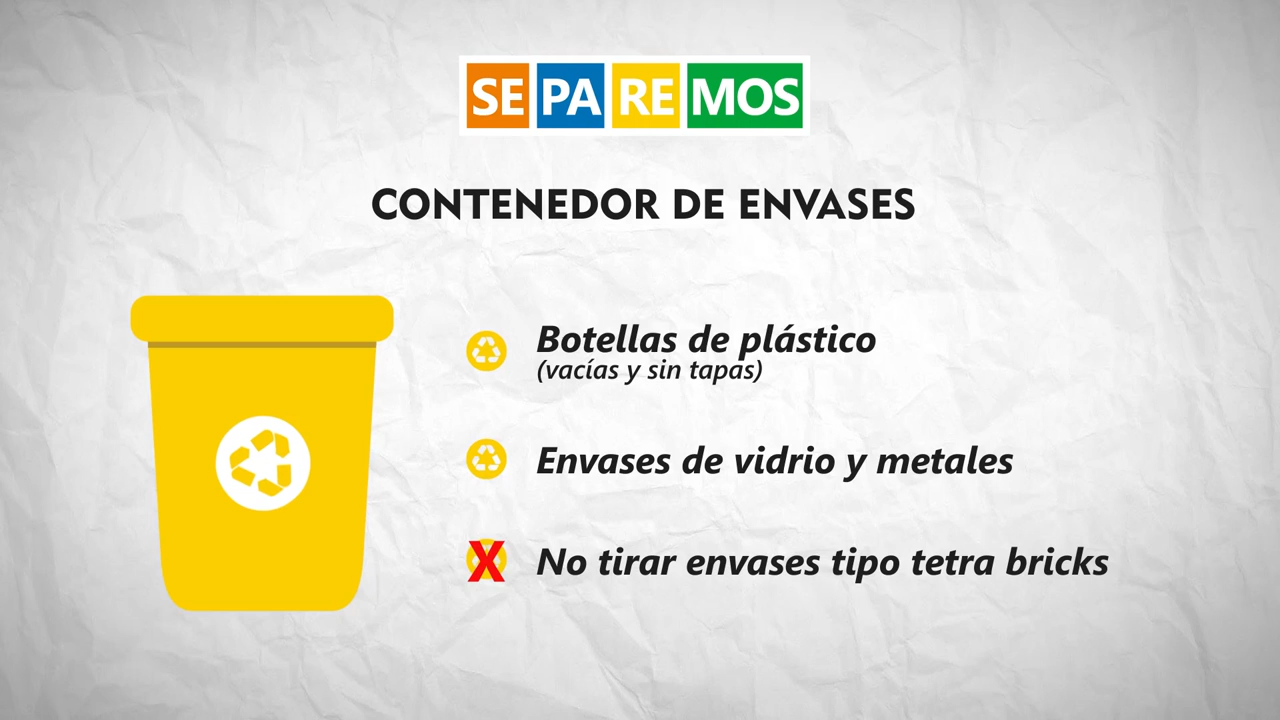 SEPAREMOS
CONTENEDOR DE ENVASES
Botellas de plástico
(vacías y sin tapas)
Envases de vidrio y metales
X No tirar envases tipo tetra bricks